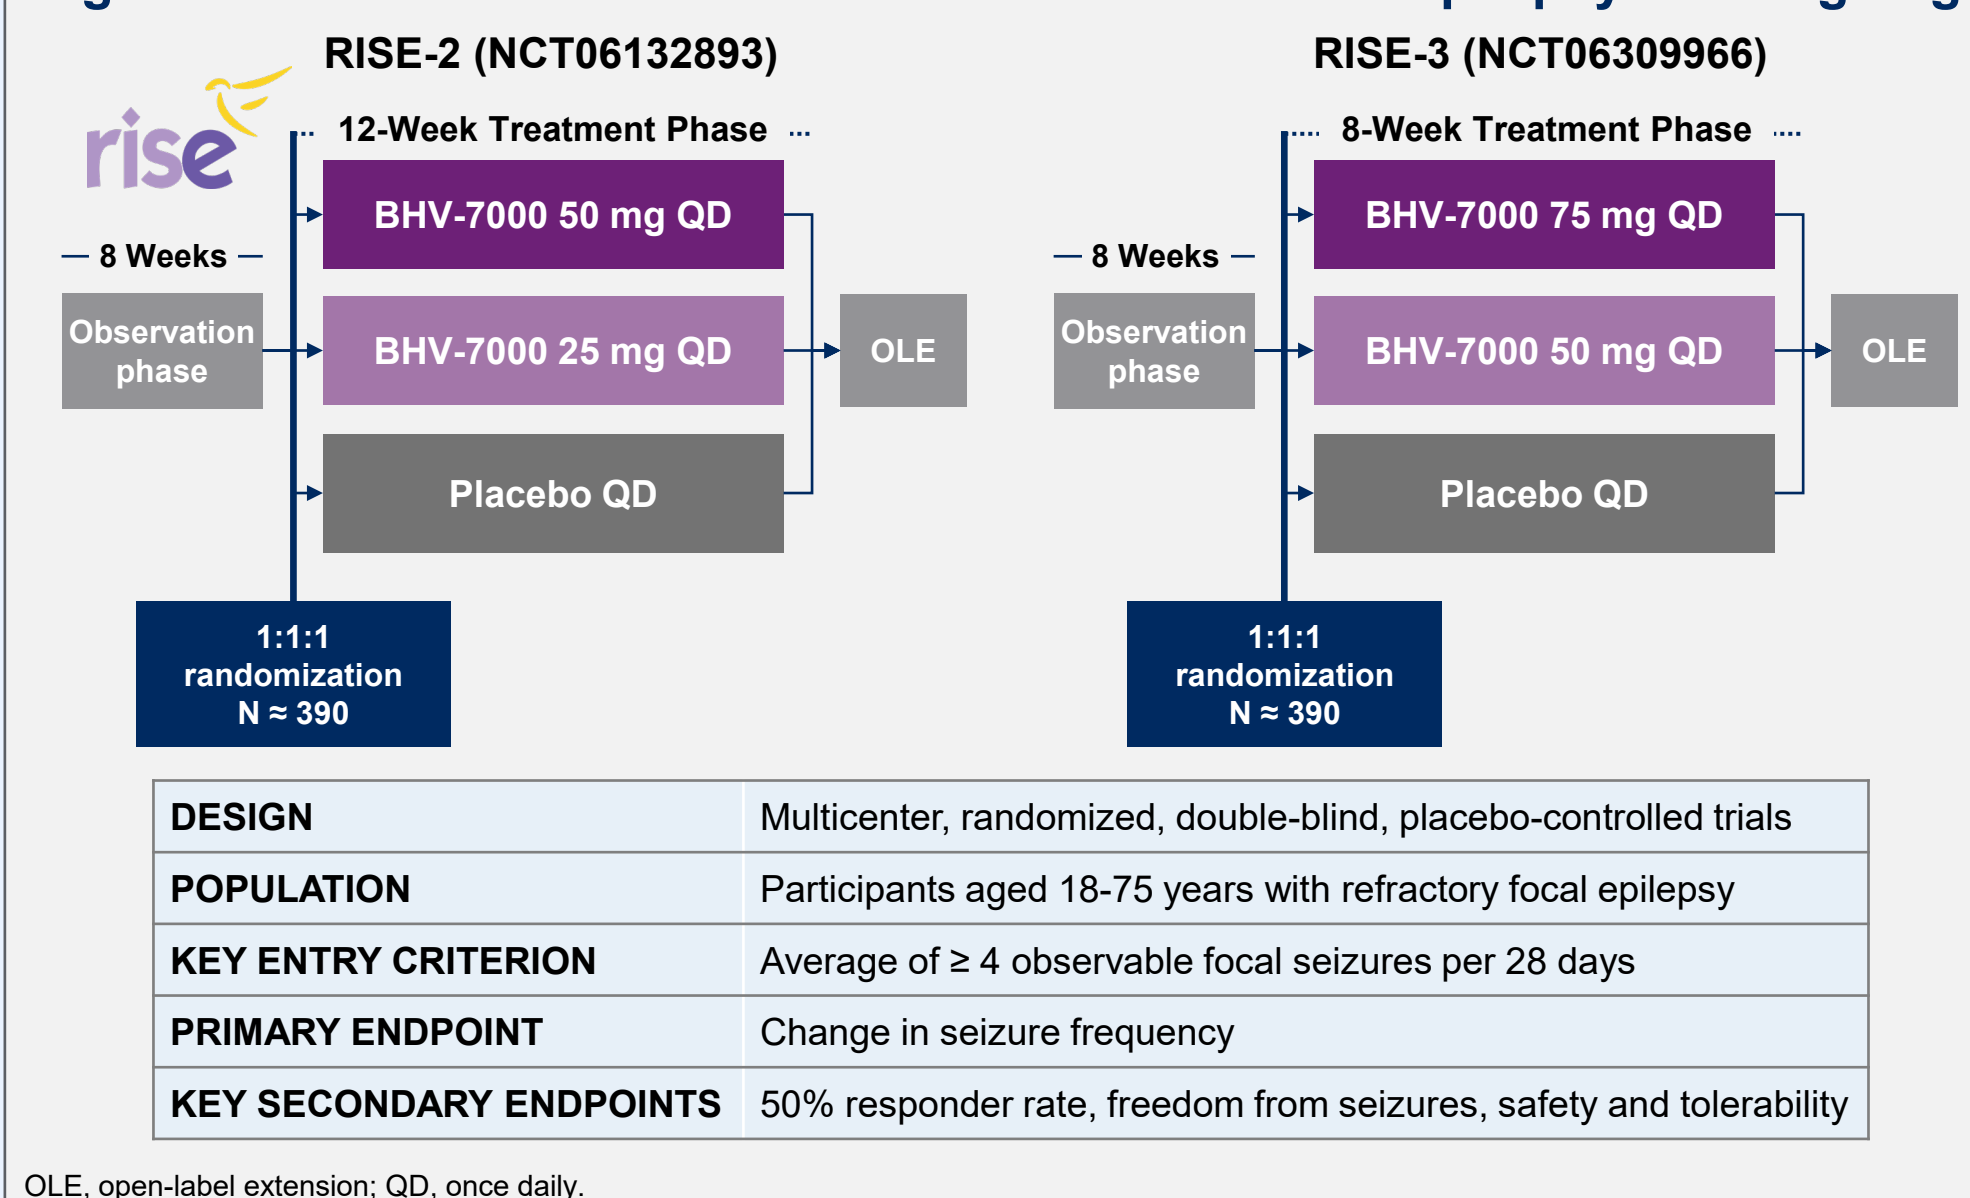 RISE-2 (NCT06132893)
rise
12-Week Treatment Phase
BHV-7000 50 mg QD
8 Weeks
Observation
phase
BHV-7000 25 mg QD
OLE
Placebo QD
1:1:1
randomization
N ≈ 390
RISE-3 (NCT06309966)
8-Week Treatment Phase
BHV-7000 75 mg QD
8 Weeks
Observation
phase
BHV-7000 50 mg QD
OLE
Placebo QD
1:1:1
randomization
N ≈ 390
DESIGN Multicenter, randomized, double-blind, placebo-controlled trials
POPULATION Participants aged 18-75 years with refractory focal epilepsy
KEY ENTRY CRITERION Average of ≥ 4 observable focal seizures per 28 days
PRIMARY ENDPOINT Change in seizure frequency
KEY SECONDARY ENDPOINTS 50% responder rate, freedom from seizures, safety and tolerability
OLE, open-label extension; QD, once daily.